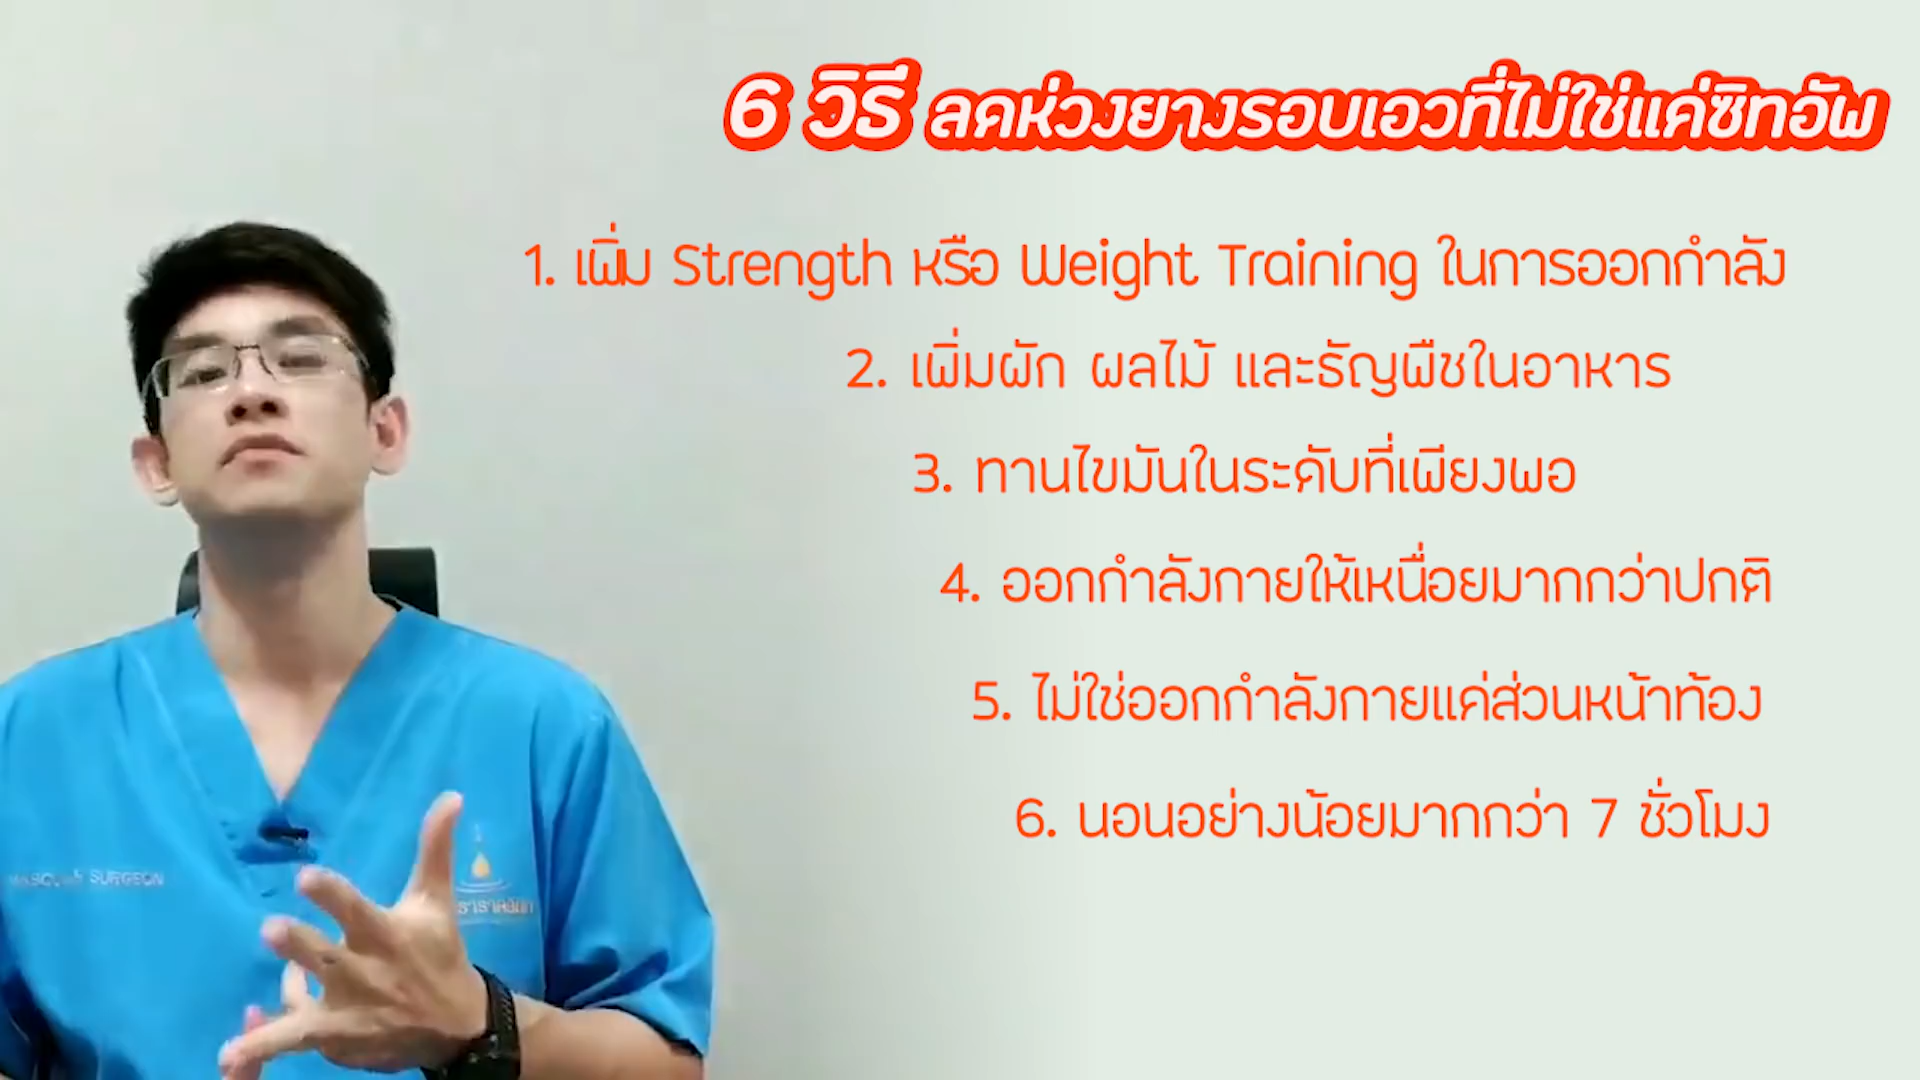 6 วิธี ลดห่วงยางรอบเอวที่ไม่ใช่แค่ซิทอัพ
1. เพิ่ม Strength หรือ Weight Training ในการออกกำลัง
2. เพิ่มผัก ผลไม้ และธัญพืชในอาหาร
3. ทานไขมันในระดับที่เพียงพอ
4. ออกกำลังกายให้เหนื่อยมากกว่าปกติ
5. ไม่ใช่ออกกำลังกายแค่ส่วนหน้าท้อง
6. นอนอย่างน้อยมากกว่า 7 ชั่วโมง
SURGEON